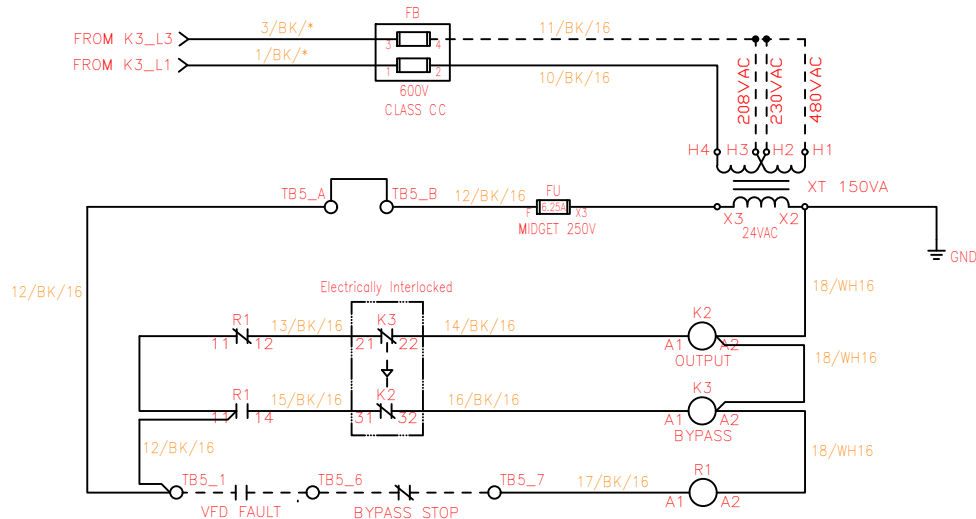 FB
FROM K3_L3
3/BK/*
3
4
11/BK/16
FROM K3_L1
1/BK/*
1
2
10/BK/16
600V
CLASS CC
208VAC
230VAC
480VAC
H4
H3
H2
H1
XT 150VA
TB5_A
TB5_B
12/BK/16
FU
F
6.25A
X3
MIDGET 250V
X3
X2
24VAC
GND
12/BK/16
Electrically Interlocked
18/WH16
R1
11
12
13/BK/16
K3
21
22
14/BK/16
K2
A1
A2
OUTPUT
18/WH16
R1
11
14
15/BK/16
K2
31
32
16/BK/16
K3
A1
A2
BYPASS
12/BK/16
18/WH16
TB5_1
VFD FAULT
TB5_6
BYPASS STOP
TB5_7
17/BK/16
R1
A1
A2